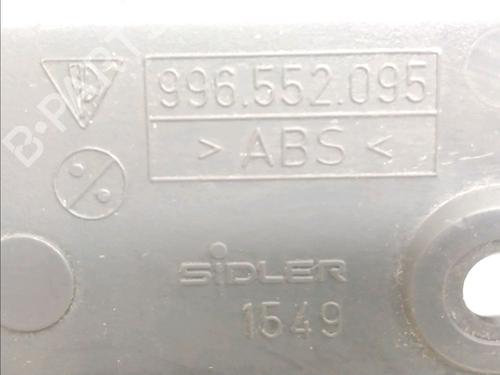 996.552.095
> ABS <
SIDLER
1549
B-PARTS